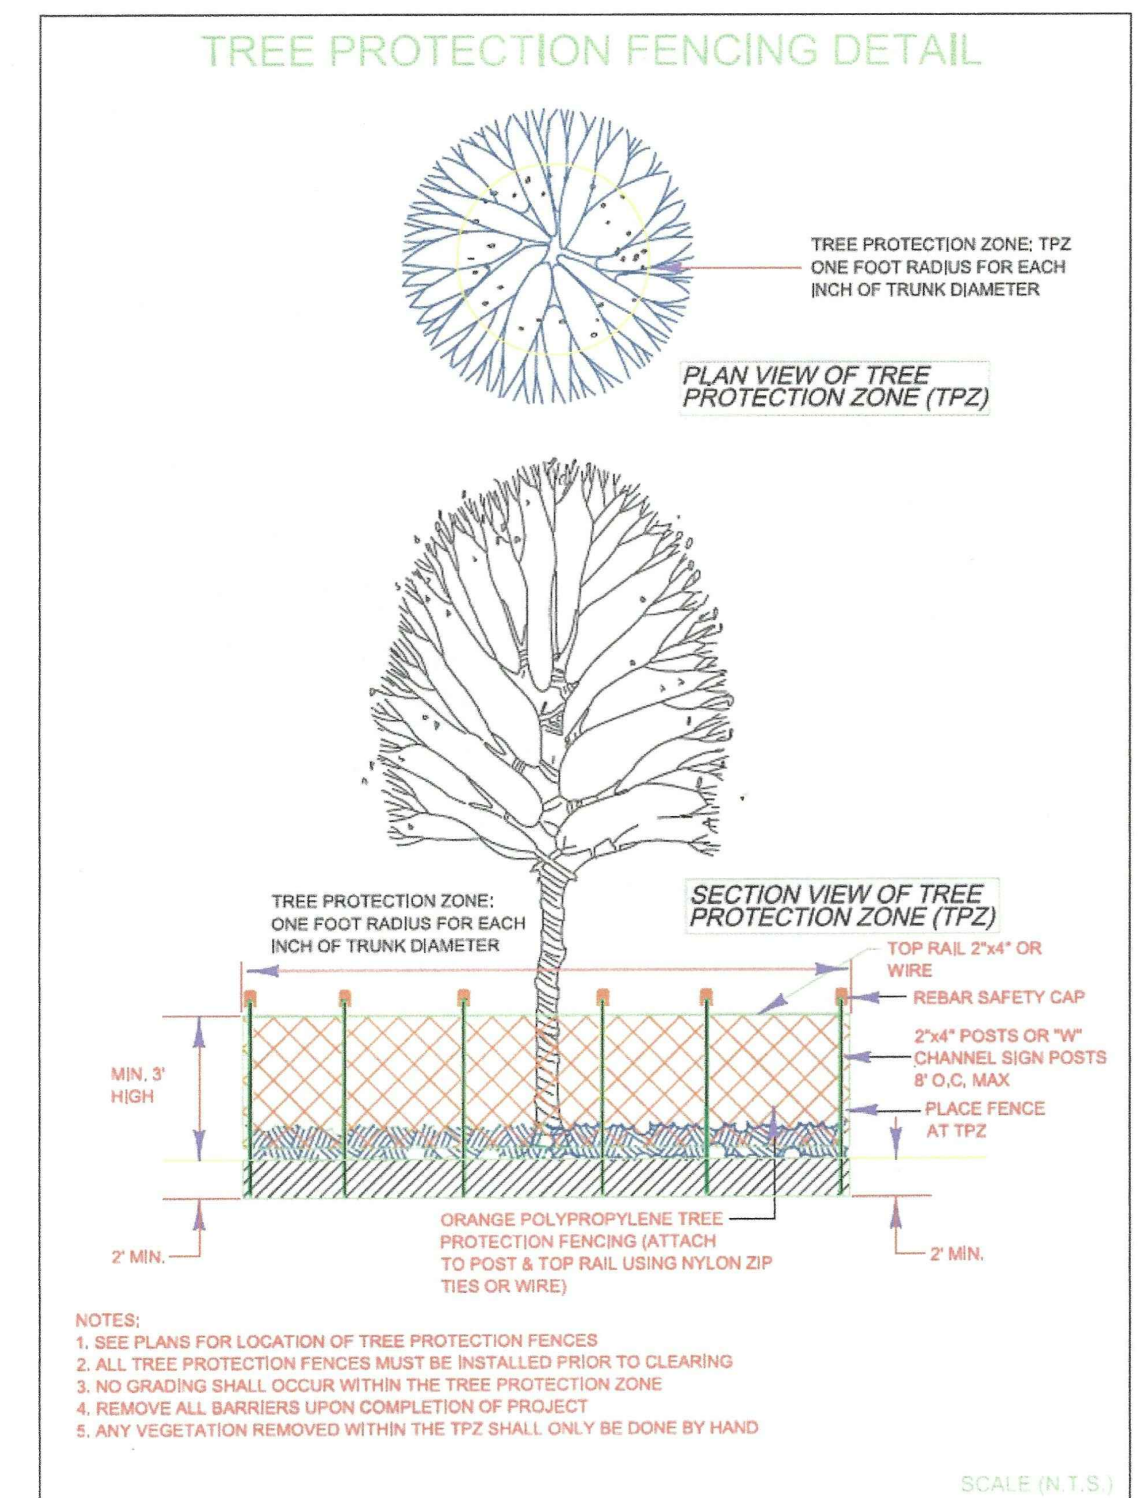 TREE PROTECTION FENCING DETAIL
TREE PROTECTION ZONE; TPZ
ONE FOOT RADIUS FOR EACH
INCH OF TRUNK DIAMETER
PLAN VIEW OF TREE
PROTECTION ZONE (TPZ)
TREE PROTECTION ZONE;
ONE FOOT RADIUS FOR EACH
INCH OF TRUNK DIAMETER
SECTION VIEW OF TREE
PROTECTION ZONE (TPZ)
TOP RAIL 2"x4" OR
WIRE
REBAR SAFETY CAP
2"x4" POSTS OR "W"
CHANNEL SIGN POSTS
8' O,C, MAX
PLACE FENCE
AT TPZ
MIN. 3'
HIGH
2' MIN.
2' MIN.
ORANGE POLYPROPYLENE TREE
PROTECTION FENCING (ATTACH
TO POST & TOP RAIL USING NYLON ZIP
TIES OR WIRE)
NOTES;
1. SEE PLANS FOR LOCATION OF TREE PROTECTION FENCES
2. ALL TREE PROTECTION FENCES MUST BE INSTALLED PRIOR TO CLEARING
3. NO GRADING SHALL OCCUR WITHIN THE TREE PROTECTION ZONE
4. REMOVE ALL BARRIERS UPON COMPLETION OF PROJECT
5. ANY VEGETATION REMOVED WITHIN THE TPZ SHALL ONLY BE DONE BY HAND
SCALE (N.T.S.)